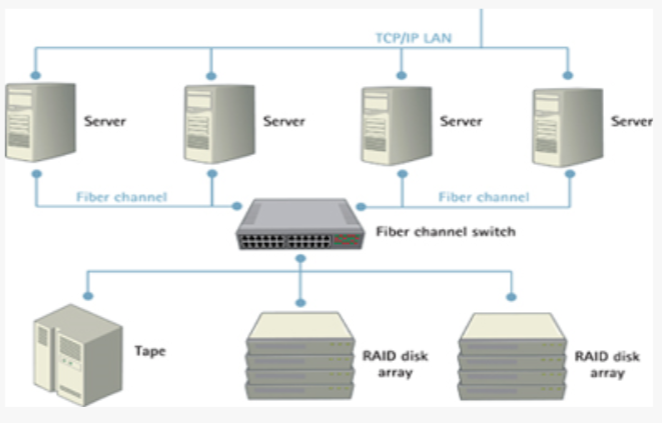 TCP/IP LAN
Server
Server
Server
Server
Fiber channel
Fiber channel
Fiber channel switch
Tape
RAID disk
array
RAID disk
array